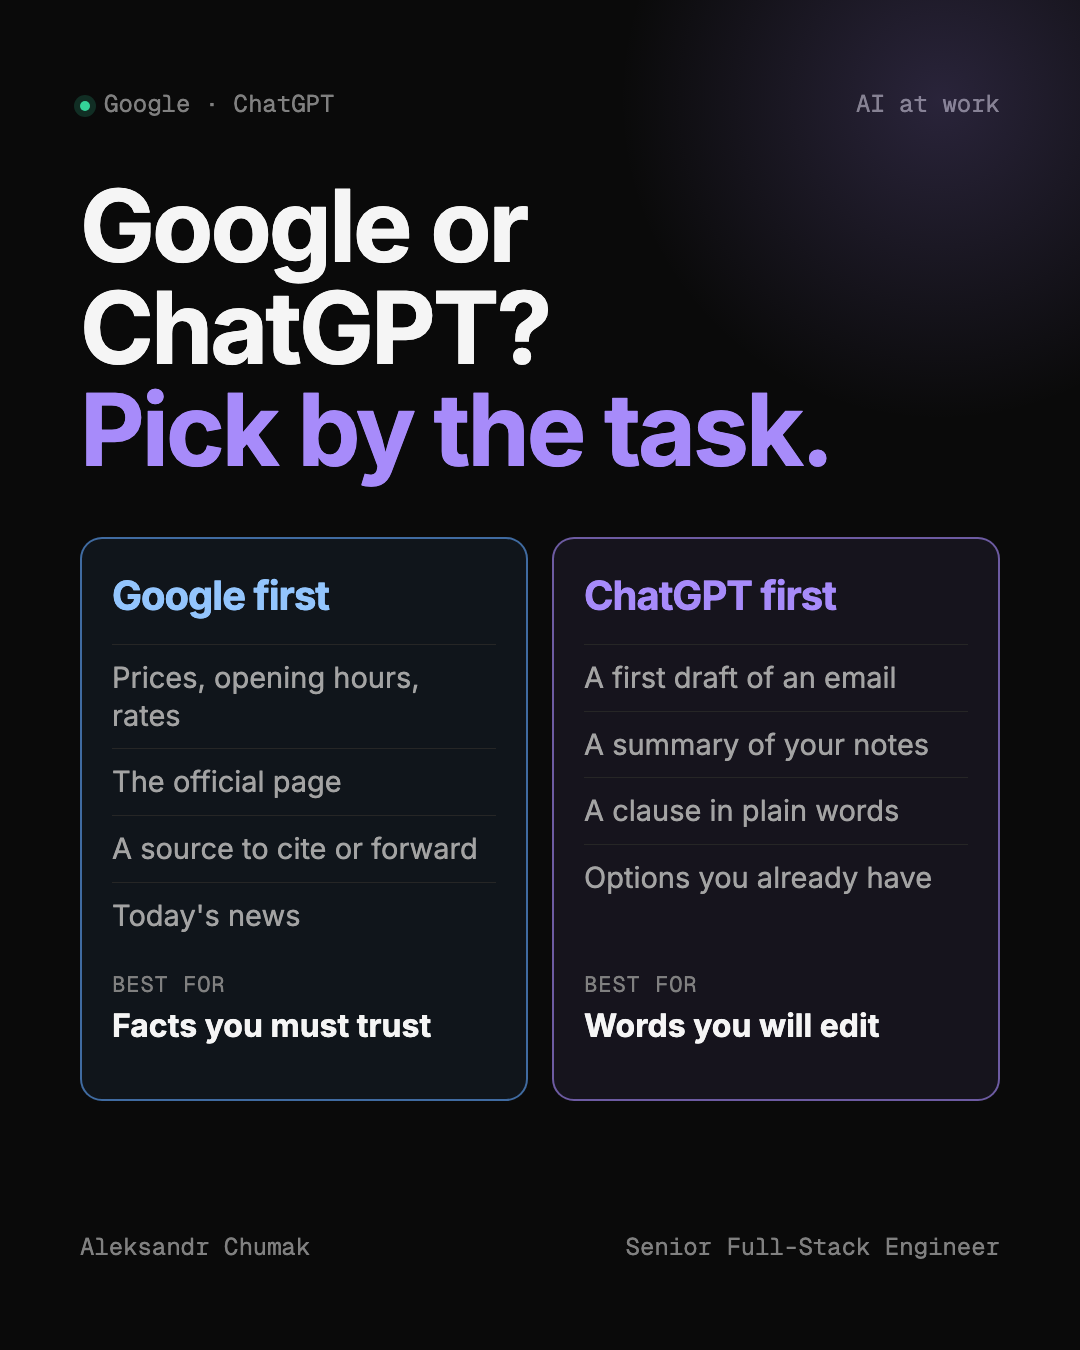 Google · ChatGPT
AI at work
Google or
ChatGPT?
Pick by the task.
Google first
Prices, opening hours,
rates
The official page
A source to cite or forward
Today's news
BEST FOR
Facts you must trust
ChatGPT first
A first draft of an email
A summary of your notes
A clause in plain words
Options you already have
BEST FOR
Words you will edit
Aleksandr Chumak
Senior Full-Stack Engineer